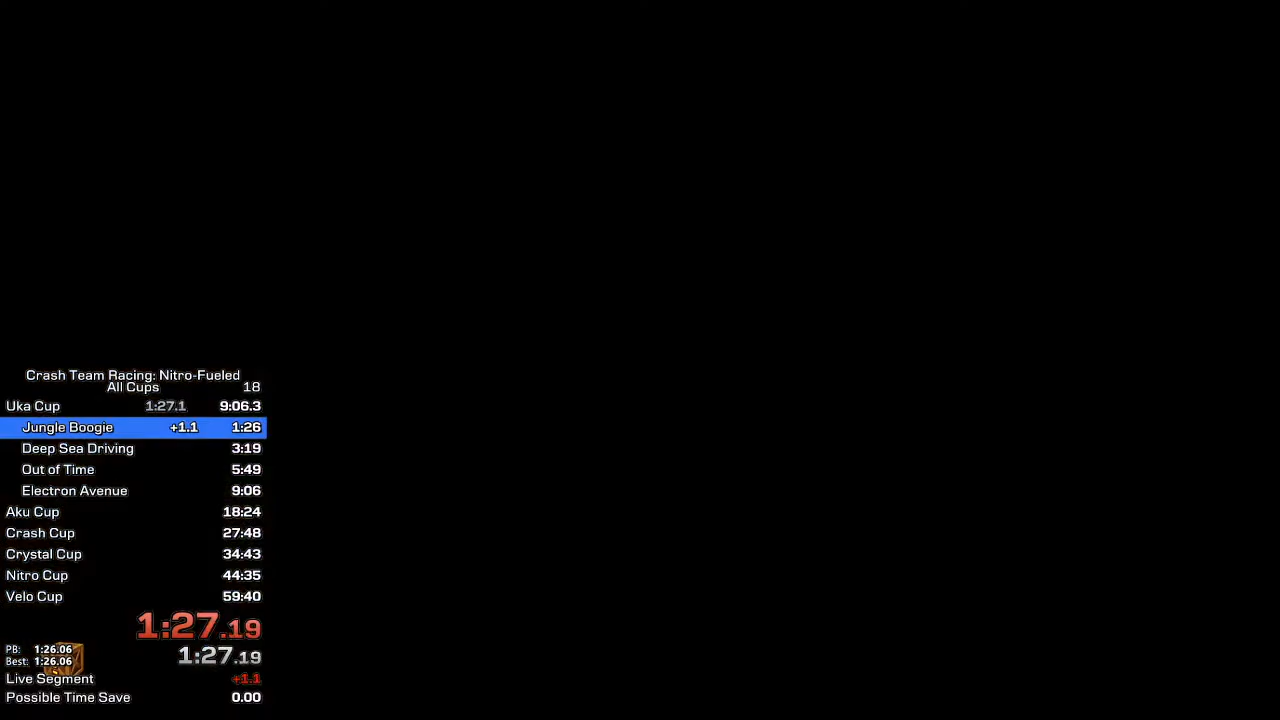 Crash Team Racing: Nitro-Fueled
All Cups 18
Uka Cup 1:27.1 9:06.3
Jungle Boogie +1.1 1:26
Deep Sea Driving 3:19
Out of Time 5:49
Electron Avenue 9:06
Aku Cup 18:24
Crash Cup 27:48
Crystal Cup 34:43
Nitro Cup 44:35
Velo Cup 59:40
1:27.19
PB: 1:26.06
Best: 1:26.06
1:27.19
Live Segment +1.1
Possible Time Save 0.00